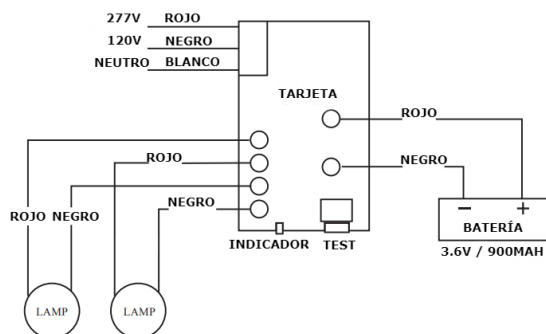 277V ROJO
120V NEGRO
NEUTRO BLANCO
TARJETA
ROJO
ROJO
NEGRO
NEGRO
ROJO NEGRO
INDICADOR TEST
− +
BATERÍA
3.6V / 900MAH
LAMP LAMP